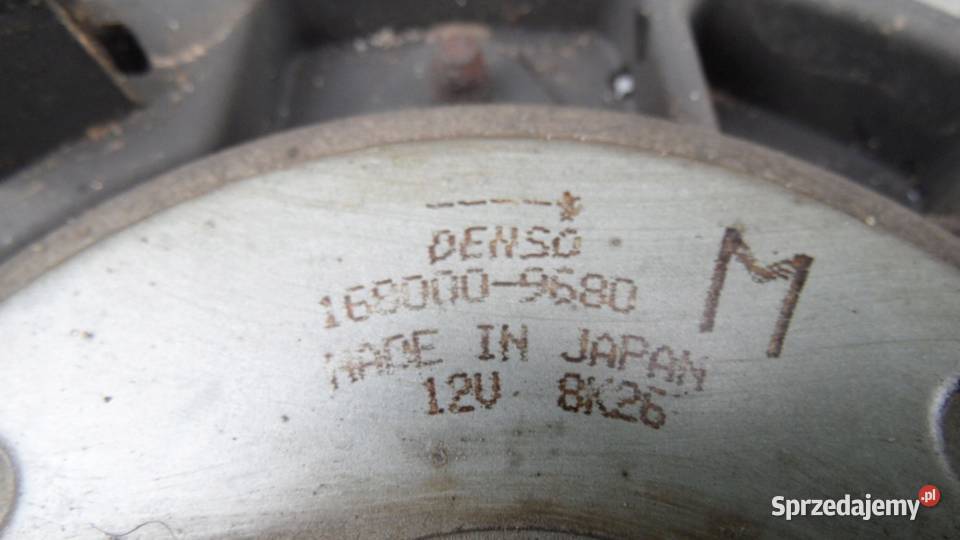 ----*
DENSO
168000-9680
M
MADE IN JAPAN
12V 8K26
Sprzedajemy.pl